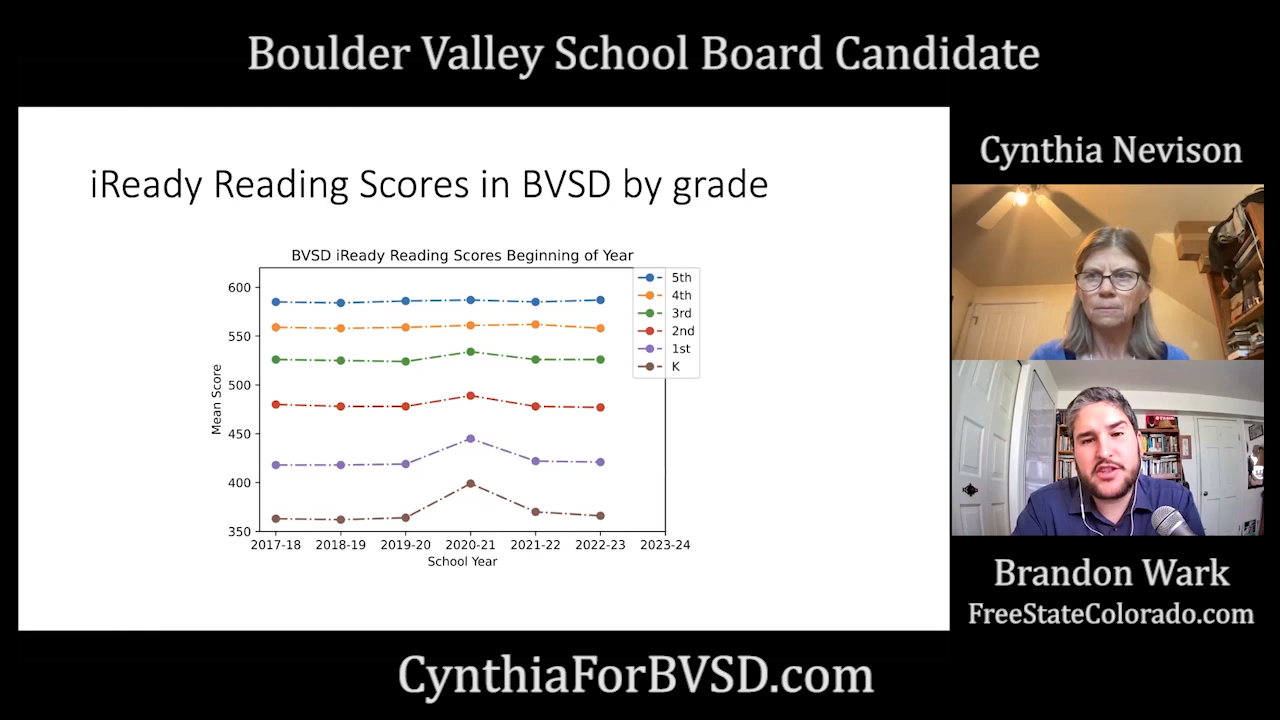 Boulder Valley School Board Candidate
iReady Reading Scores in BVSD by grade
BVSD iReady Reading Scores Beginning of Year
Mean Score
600
550
500
450
400
350
5th
4th
3rd
2nd
1st
K
2017-18 2018-19 2019-20 2020-21 2021-22 2022-23 2023-24
School Year
Cynthia Nevison
Brandon Wark
FreeStateColorado.com
CynthiaForBVSD.com